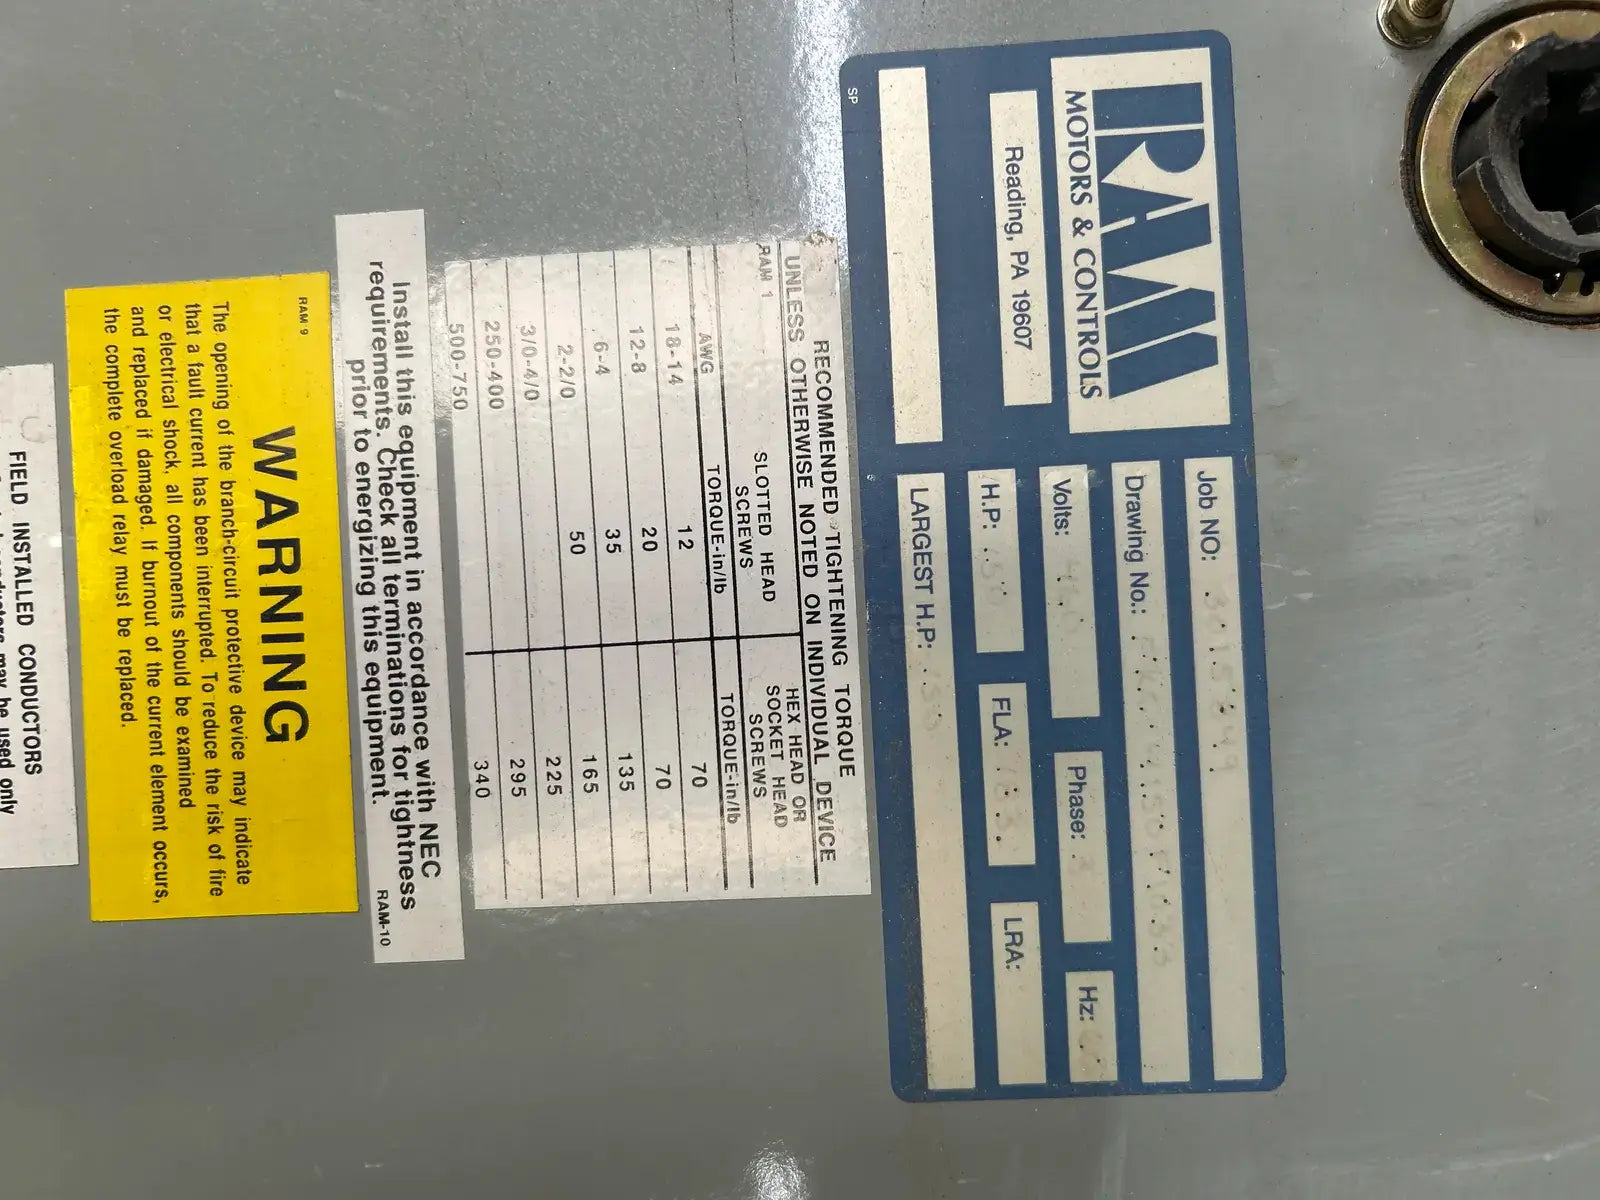 RAM
MOTORS & CONTROLS
Reading, PA 19607
SP
Job NO:
Drawing No.:
Volts:
Phase:
Hz:
H.P:
FLA:
LRA:
LARGEST H.P:
RECOMMENDED TIGHTENING TORQUE
UNLESS OTHERWISE NOTED ON INDIVIDUAL DEVICE
RAM 1
SLOTTED HEAD SCREWS
HEX HEAD OR SOCKET HEAD SCREWS
AWG TORQUE-in/lb TORQUE-in/lb
18-14 12 70
12-8 20 70
6-4 35 135
2-2/0 50 165
3/0-4/0 225
250-400 295
500-750 340
Install this equipment in accordance with NEC
requirements. Check all terminations for tightness
prior to energizing this equipment.
RAM-10
RAM 9
WARNING
The opening of the branch-circuit protective device may indicate
that a fault current has been interrupted. To reduce the risk of fire
or electrical shock, all components should be examined
and replaced if damaged. If burnout of the current element occurs,
the complete overload relay must be replaced.
FIELD INSTALLED CONDUCTORS
may be used only